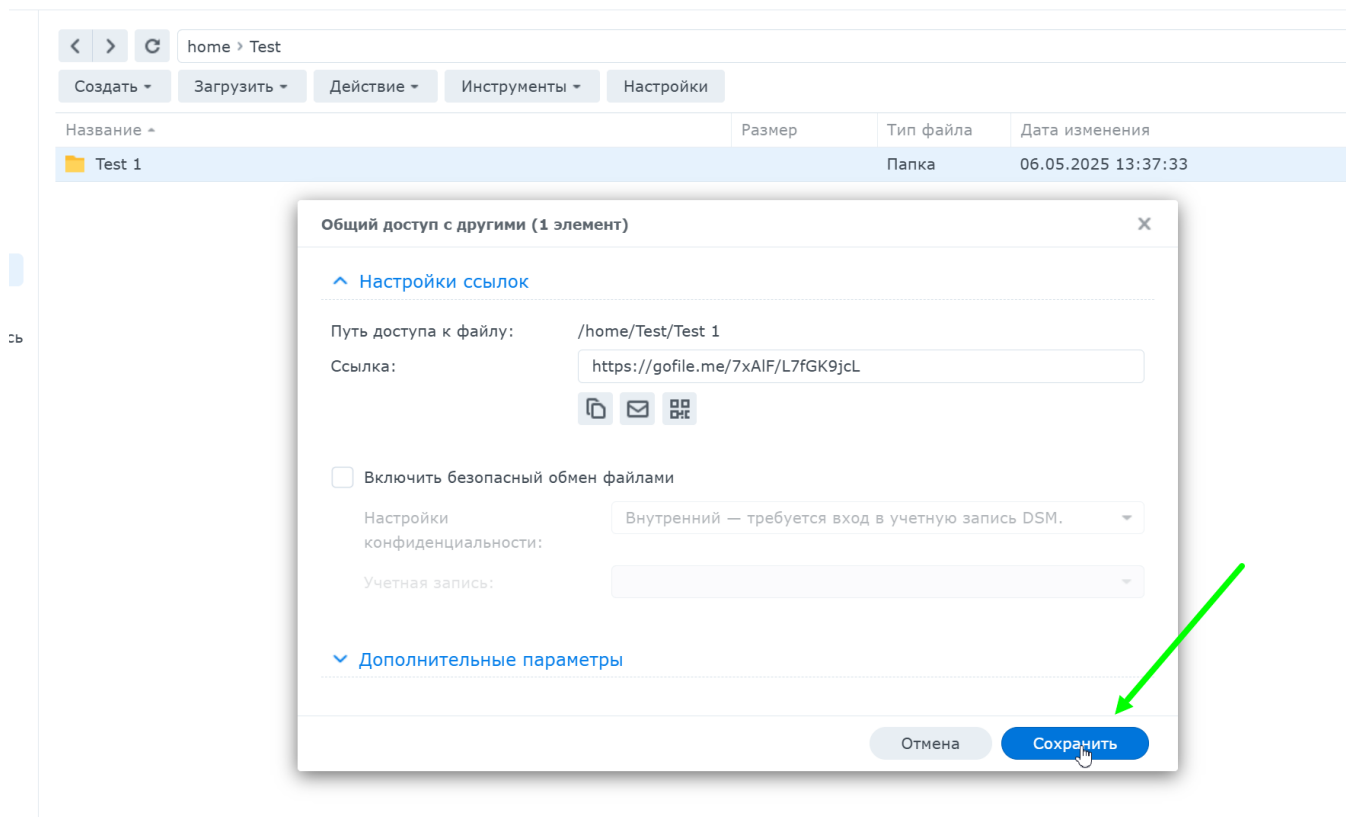 home › Test
Создать Загрузить Действие Инструменты Настройки
Название Размер Тип файла Дата изменения
Test 1 Папка 06.05.2025 13:37:33
Общий доступ с другими (1 элемент)
Настройки ссылок
сь
Путь доступа к файлу: /home/Test/Test 1
Ссылка: https://gofile.me/7xAlF/L7fGK9jcL
Включить безопасный обмен файлами
Настройки конфиденциальности: Внутренний — требуется вход в учетную запись DSM.
Учетная запись:
Дополнительные параметры
Отмена Сохранить